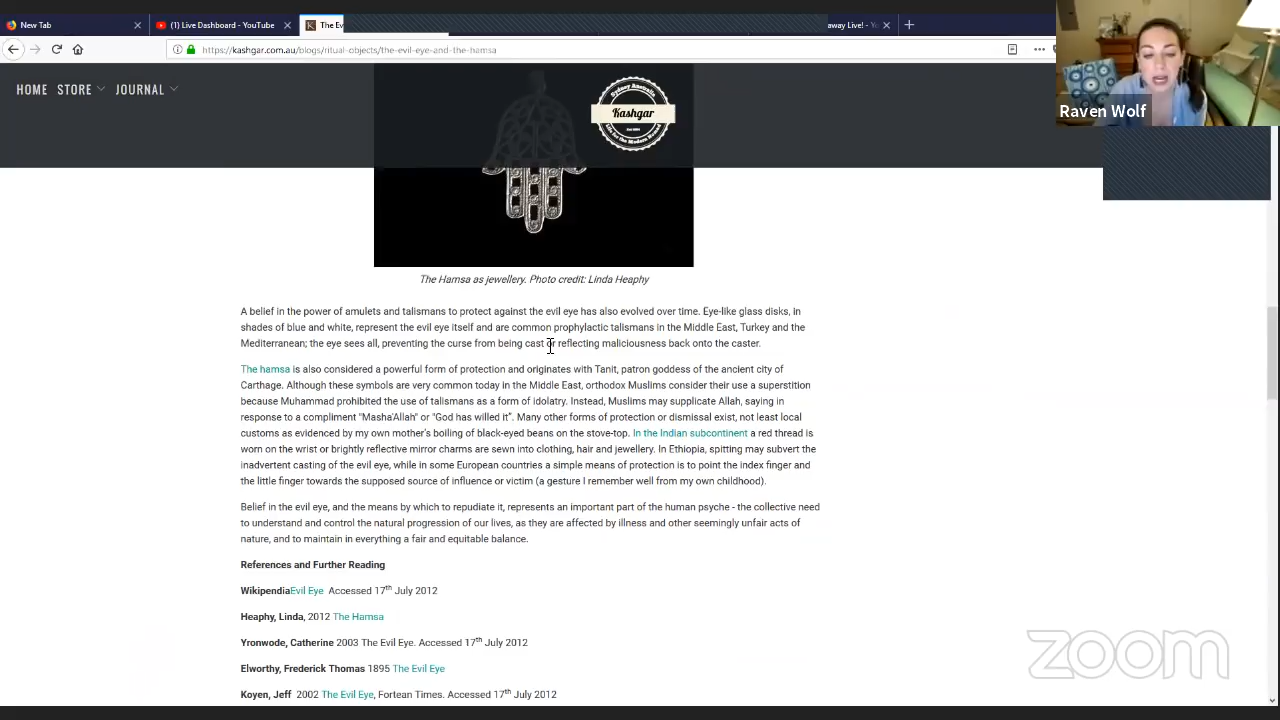 New Tab
(1) Live Dashboard - YouTube
The Ev
away Live! - Y
https://kashgar.com.au/blogs/ritual-objects/the-evil-eye-and-the-hamsa
Raven Wolf
HOME STORE JOURNAL
Sydney Australia
Kashgar
The Hamsa as jewellery. Photo credit: Linda Heaphy
A belief in the power of amulets and talismans to protect against the evil eye has also evolved over time. Eye-like glass disks, in
shades of blue and white, represent the evil eye itself and are common prophylactic talismans in the Middle East, Turkey and the
Mediterranean; the eye sees all, preventing the curse from being cast or reflecting maliciousness back onto the caster.
The hamsa is also considered a powerful form of protection and originates with Tanit, patron goddess of the ancient city of
Carthage. Although these symbols are very common today in the Middle East, orthodox Muslims consider their use a superstition
because Muhammad prohibited the use of talismans as a form of idolatry. Instead, Muslims may supplicate Allah, saying in
response to a compliment "Masha'Allah" or "God has willed it". Many other forms of protection or dismissal exist, not least local
customs as evidenced by my own mother's boiling of black-eyed beans on the stove-top. In the Indian subcontinent a red thread is
worn on the wrist or brightly reflective mirror charms are sewn into clothing, hair and jewellery. In Ethiopia, spitting may subvert the
inadvertent casting of the evil eye, while in some European countries a simple means of protection is to point the index finger and
the little finger towards the supposed source of influence or victim (a gesture I remember well from my own childhood).
Belief in the evil eye, and the means by which to repudiate it, represents an important part of the human psyche - the collective need
to understand and control the natural progression of our lives, as they are affected by illness and other seemingly unfair acts of
nature, and to maintain in everything a fair and equitable balance.
References and Further Reading
WikipendiaEvil Eye Accessed 17th July 2012
Heaphy, Linda, 2012 The Hamsa
Yronwode, Catherine 2003 The Evil Eye. Accessed 17th July 2012
Elworthy, Frederick Thomas 1895 The Evil Eye
Koyen, Jeff 2002 The Evil Eye, Fortean Times. Accessed 17th July 2012
zoom